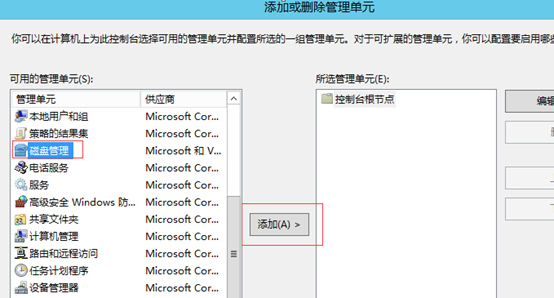 添加或删除管理单元
你可以在计算机上为此控制台选择可用的管理单元并配置所选的一组管理单元。对于可扩展的管理单元，你可以配置要启用哪些
可用的管理单元(S):
所选管理单元(E):
管理单元 供应商
控制台根节点
编辑
本地用户和组 Microsoft Cor...
策略的结果集 Microsoft Cor...
磁盘管理 Microsoft 和 V...
电话服务 Microsoft Cor...
服务 Microsoft Cor...
高级安全 Windows 防... Microsoft Cor...
共享文件夹 Microsoft Cor...
添加(A) >
计算机管理 Microsoft Cor...
路由和远程访问 Microsoft Cor...
任务计划程序 Microsoft Cor...
设备管理器 Microsoft Cor...